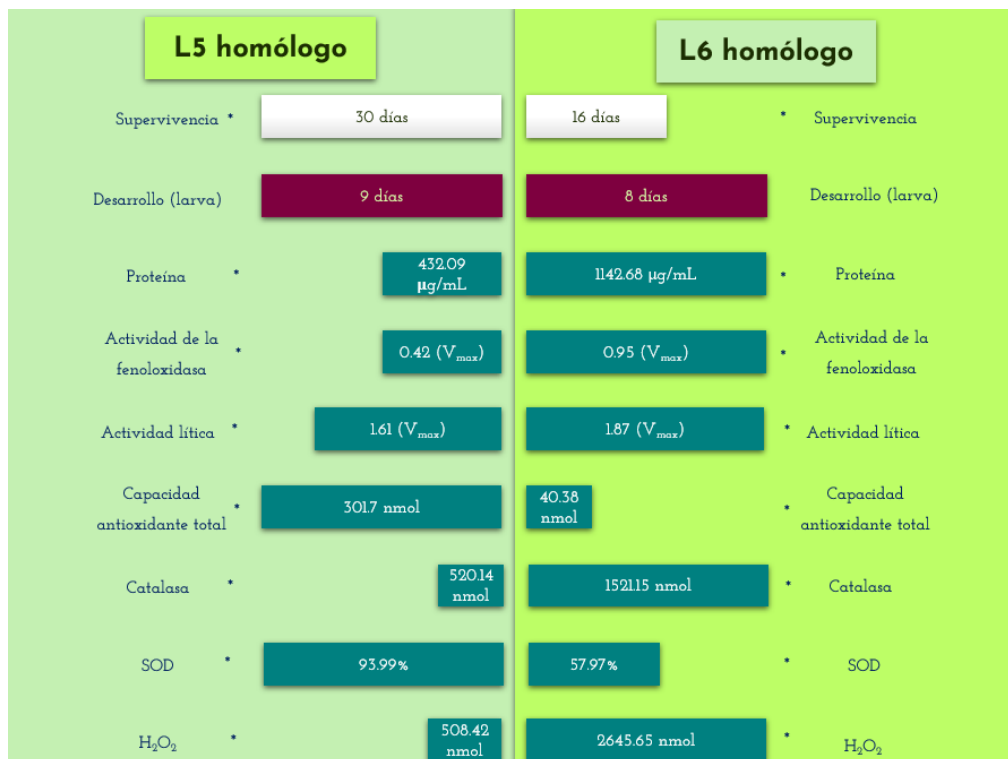 L5 homólogo
L6 homólogo
Supervivencia *
30 días
16 días
* Supervivencia
Desarrollo (larva)
9 días
8 días
Desarrollo (larva)
Proteína *
432.09
µg/mL
1142.68 µg/mL
* Proteína
Actividad de la
fenoloxidasa *
0.42 (Vmax)
0.95 (Vmax)
* Actividad de la
fenoloxidasa
Actividad lítica *
1.61 (Vmax)
1.87 (Vmax)
* Actividad lítica
Capacidad
antioxidante total *
301.7 nmol
40.38
nmol
* Capacidad
antioxidante total
Catalasa *
520.14
nmol
1521.15 nmol
* Catalasa
SOD *
93.99%
57.97%
* SOD
H₂O₂ *
508.42
nmol
2645.65 nmol
* H₂O₂